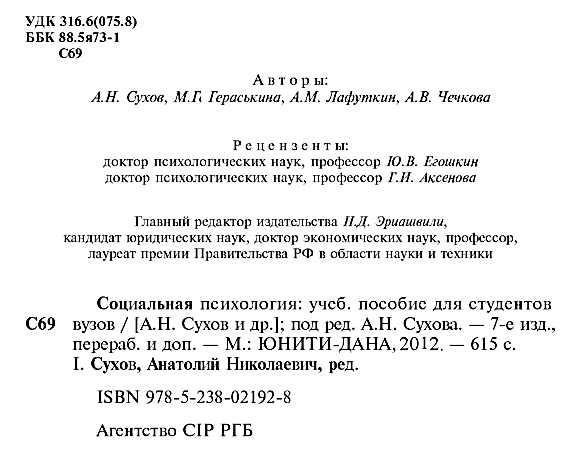 УДК 316.6(075.8)
ББК 88.5я73-1
С69
Авторы:
А.Н. Сухов, М.Г. Гераськина, А.М. Лафуткин, А.В. Чечкова
Рецензенты:
доктор психологических наук, профессор Ю.В. Егошкин
доктор психологических наук, профессор Г.И. Аксенова
Главный редактор издательства Н.Д. Эриашвили,
кандидат юридических наук, доктор экономических наук, профессор,
лауреат премии Правительства РФ в области науки и техники
Социальная психология: учеб. пособие для студентов
С69 вузов / [А.Н. Сухов и др.]; под ред. А.Н. Сухова. — 7-е изд.,
перераб. и доп. — М.: ЮНИТИ-ДАНА, 2012. — 615 с.
I. Сухов, Анатолий Николаевич, ред.
ISBN 978-5-238-02192-8
Агентство CIP РГБ